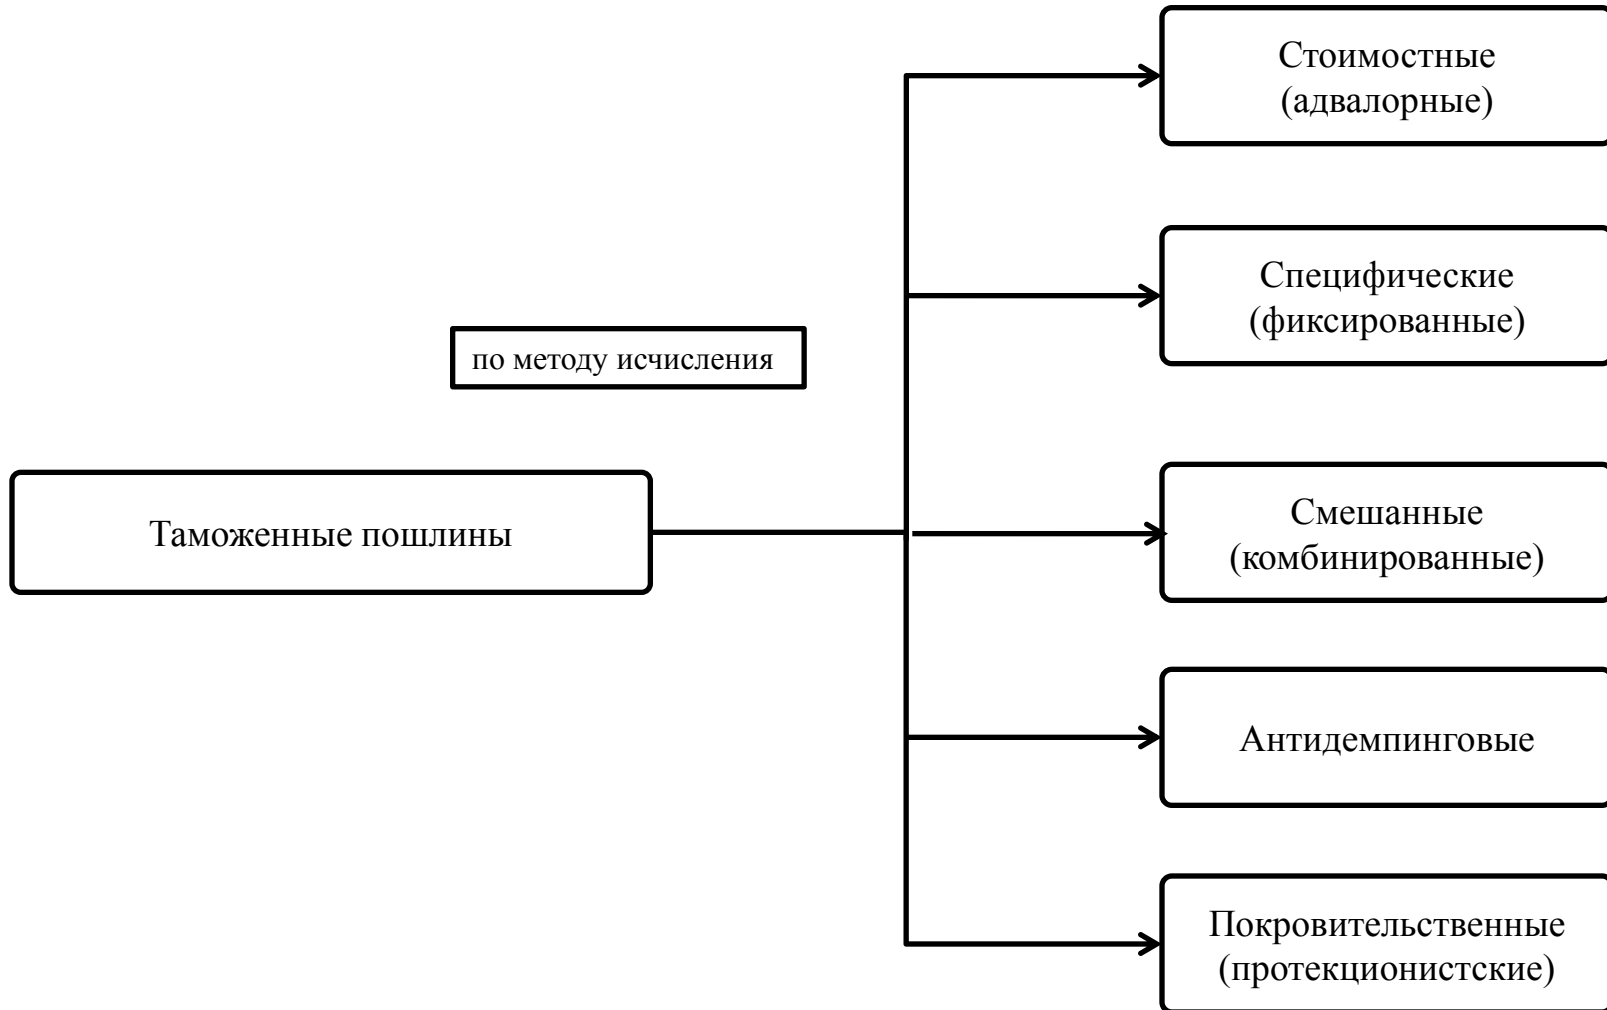 Стоимостные
(адвалорные)
Специфические
(фиксированные)
по методу исчисления
Таможенные пошлины
Смешанные
(комбинированные)
Антидемпинговые
Покровительственные
(протекционистские)